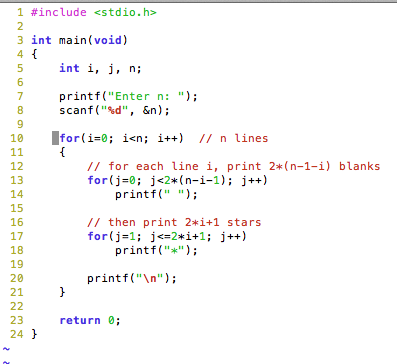 1 #include <stdio.h>
2
3 int main(void)
4 {
5     int i, j, n;
6
7     printf("Enter n: ");
8     scanf("%d", &n);
9
10     for(i=0; i<n; i++)  // n lines
11     {
12         // for each line i, print 2*(n-1-i) blanks
13         for(j=0; j<2*(n-i-1); j++)
14             printf(" ");
15
16         // then print 2*i+1 stars
17         for(j=1; j<=2*i+1; j++)
18             printf("*");
19
20         printf("\n");
21     }
22
23     return 0;
24 }
~
~